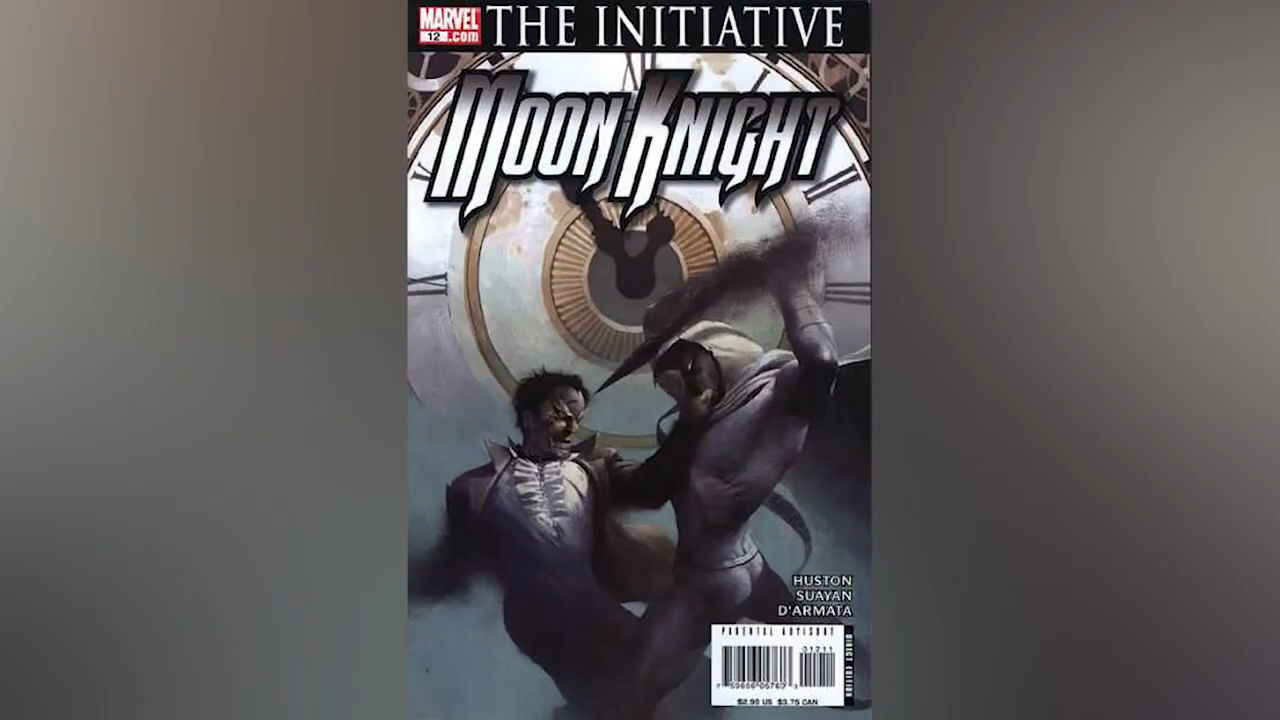 MARVEL
12 .com
THE INITIATIVE
MOON KNIGHT
HUSTON
SUAYAN
D'ARMATA
PARENTAL ADVISORY
01211
DIRECT EDITION
$2.99 US $3.75 CAN